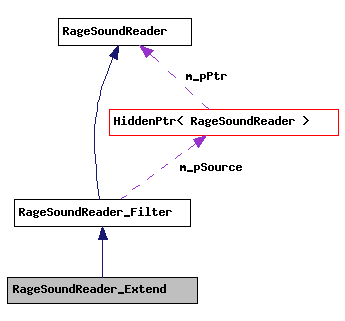 RageSoundReader
m_pPtr
HiddenPtr< RageSoundReader >
m_pSource
RageSoundReader_Filter
RageSoundReader_Extend